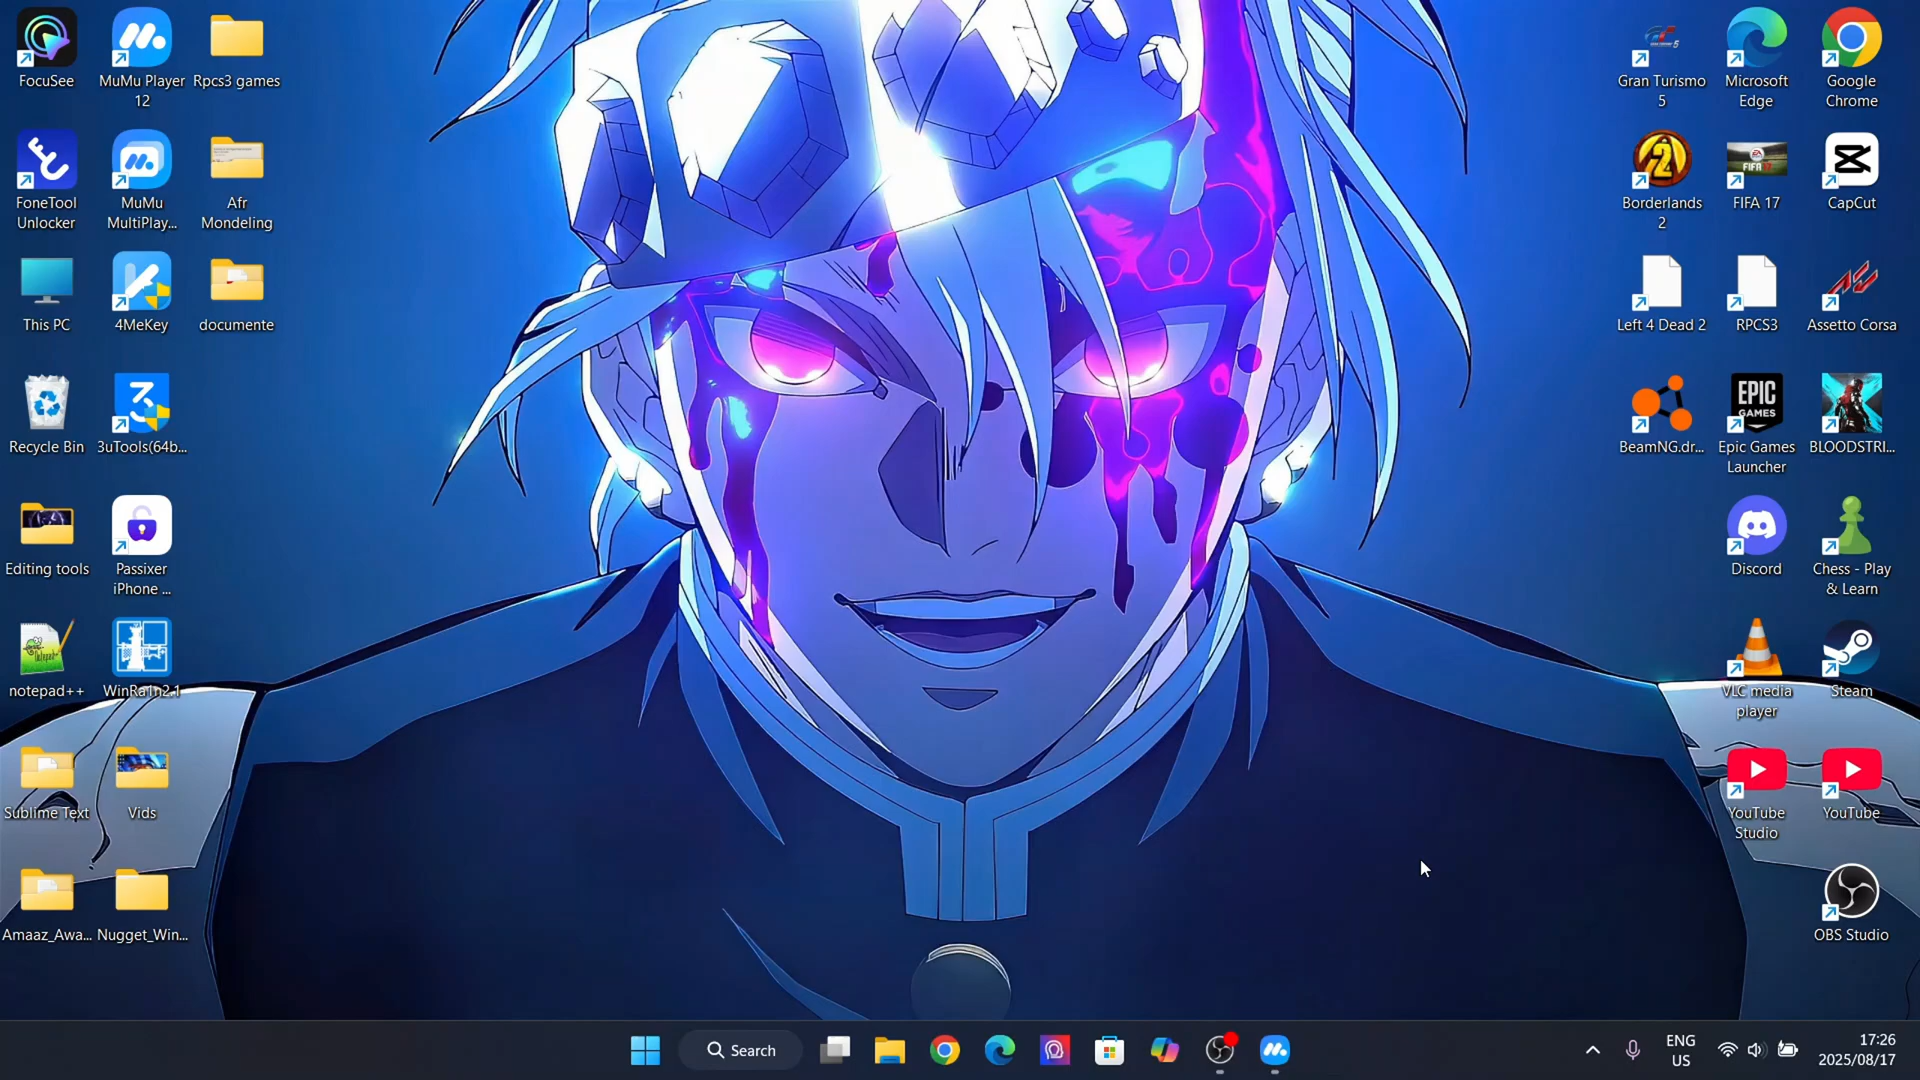 FocuSee
MuMu Player
12
Rpcs3 games
FoneTool
Unlocker
MuMu
MultiPlay...
Afr
Mondeling
This PC
4MeKey
documente
Recycle Bin
3uTools(64b...
Editing tools
Passixer
iPhone ...
notepad++
WinRa1n2.1
Sublime Text
Vids
Amaaz_Awa...
Nugget_Win...
Gran Turismo
5
Microsoft
Edge
Google
Chrome
Borderlands
2
FIFA 17
CapCut
Left 4 Dead 2
RPCS3
Assetto Corsa
BeamNG.dr...
EPIC
GAMES
Epic Games
Launcher
BLOODSTRI...
Discord
Chess - Play
& Learn
VLC media
player
Steam
YouTube
Studio
YouTube
OBS Studio
Search
ENG
US
17:26
2025/08/17